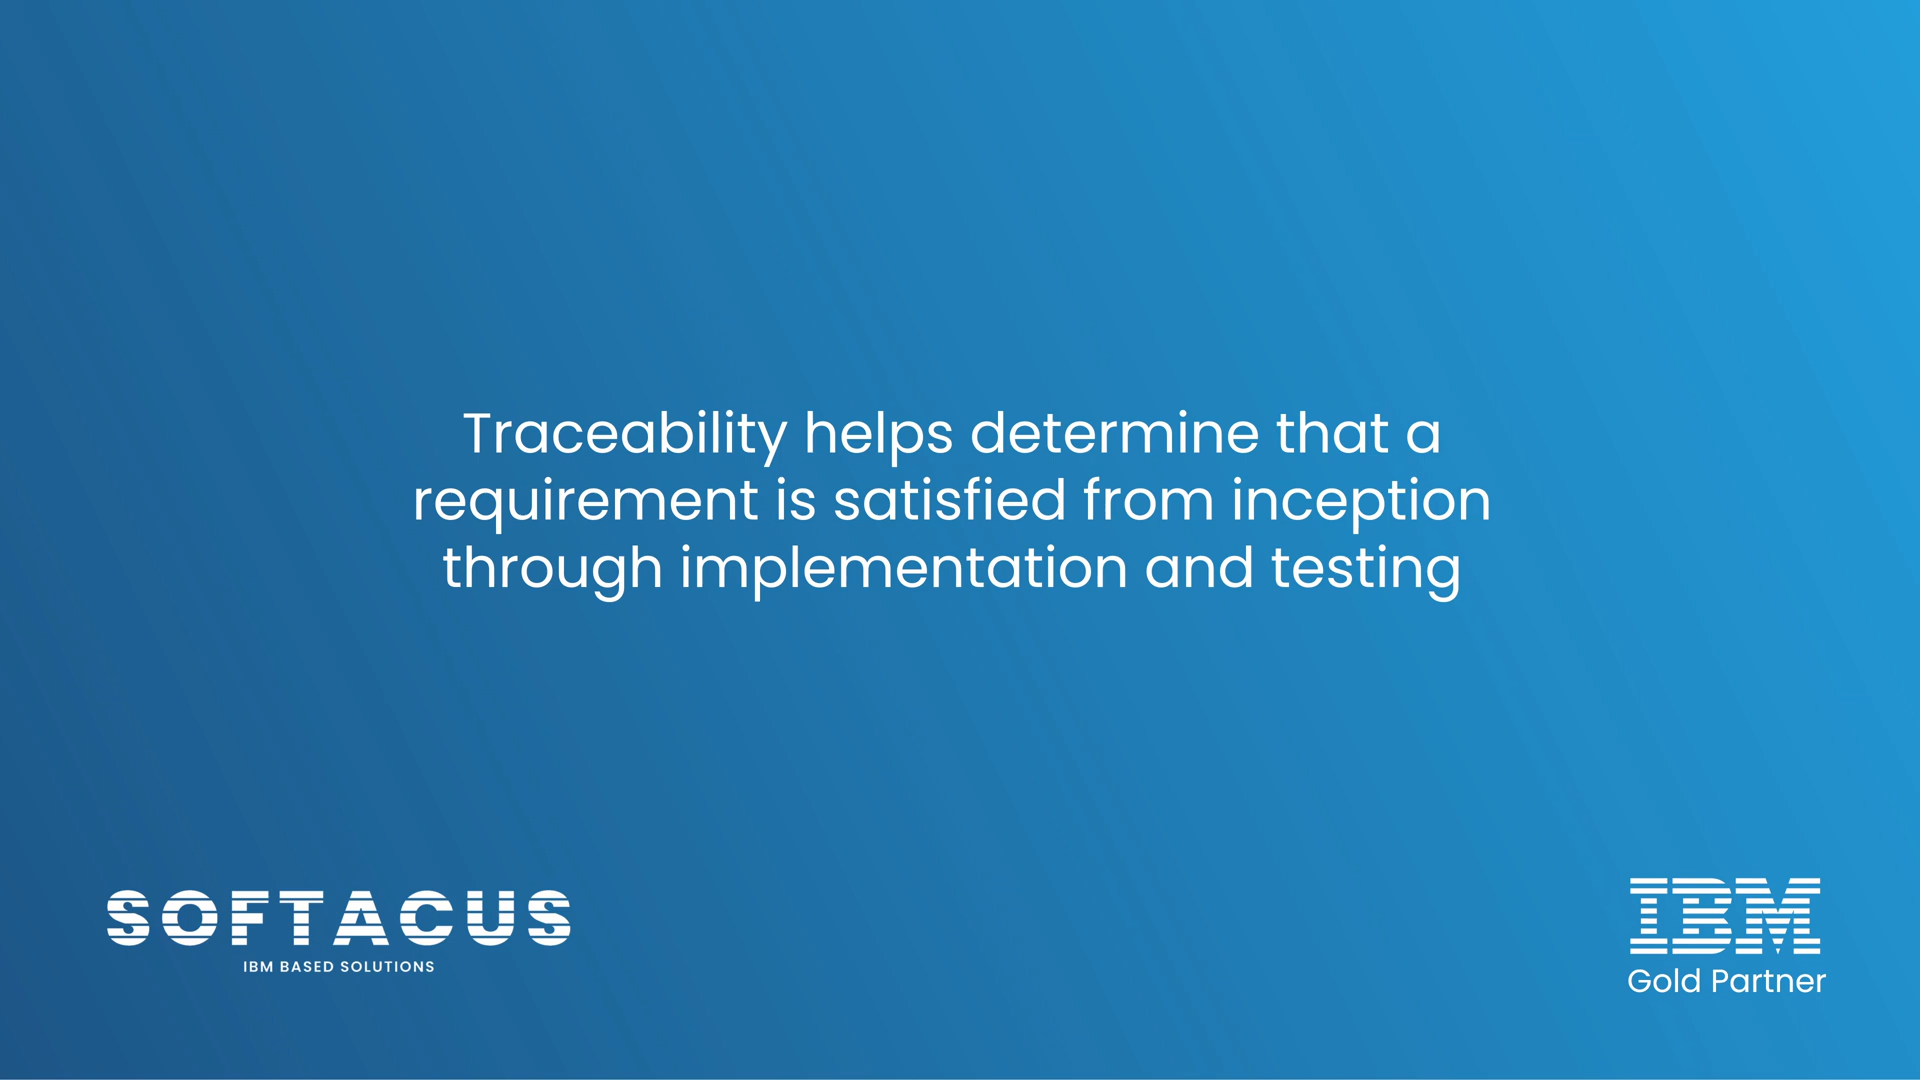 Traceability helps determine that a
requirement is satisfied from inception
through implementation and testing
SOFTACUS
IBM BASED SOLUTIONS
IBM
Gold Partner